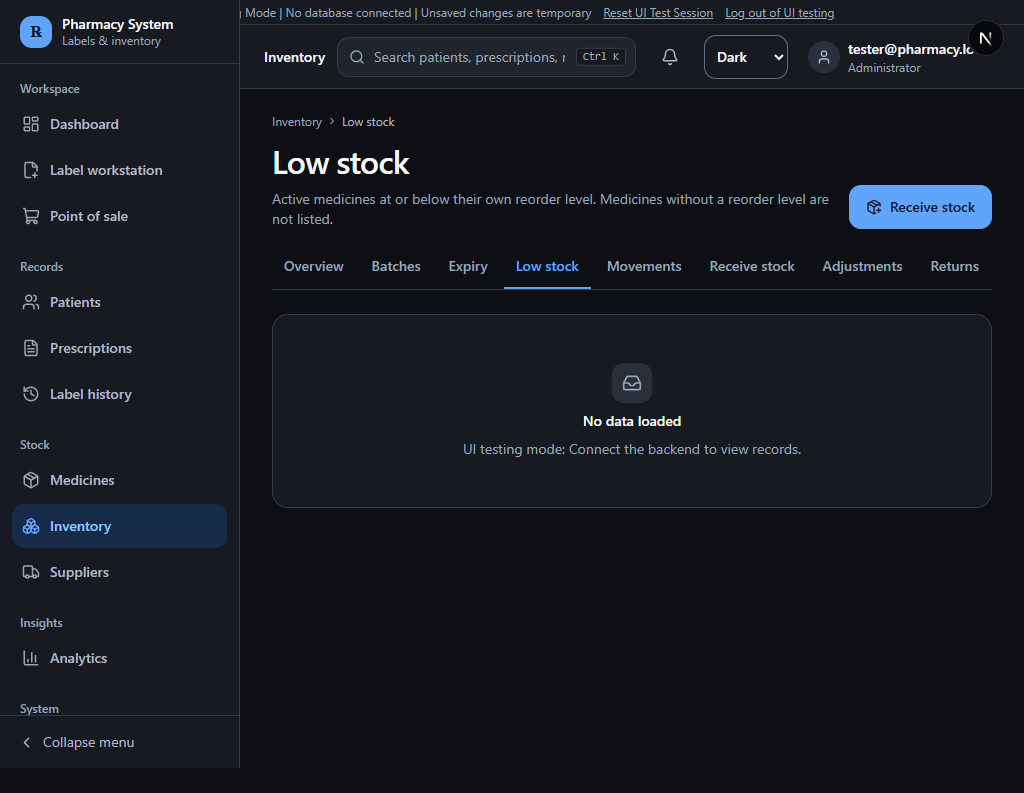 Pharmacy System
Labels & inventory
Workspace
Dashboard
Label workstation
Point of sale
Records
Patients
Prescriptions
Label history
Stock
Medicines
Inventory
Suppliers
Insights
Analytics
System
Collapse menu
Mode | No database connected | Unsaved changes are temporary Reset UI Test Session Log out of UI testing
Inventory
Search patients, prescriptions, Ctrl K
Dark
tester@pharmacy.
Administrator
N
Inventory > Low stock
Low stock
Active medicines at or below their own reorder level. Medicines without a reorder level are
not listed.
Receive stock
Overview Batches Expiry Low stock Movements Receive stock Adjustments Returns
No data loaded
UI testing mode: Connect the backend to view records.